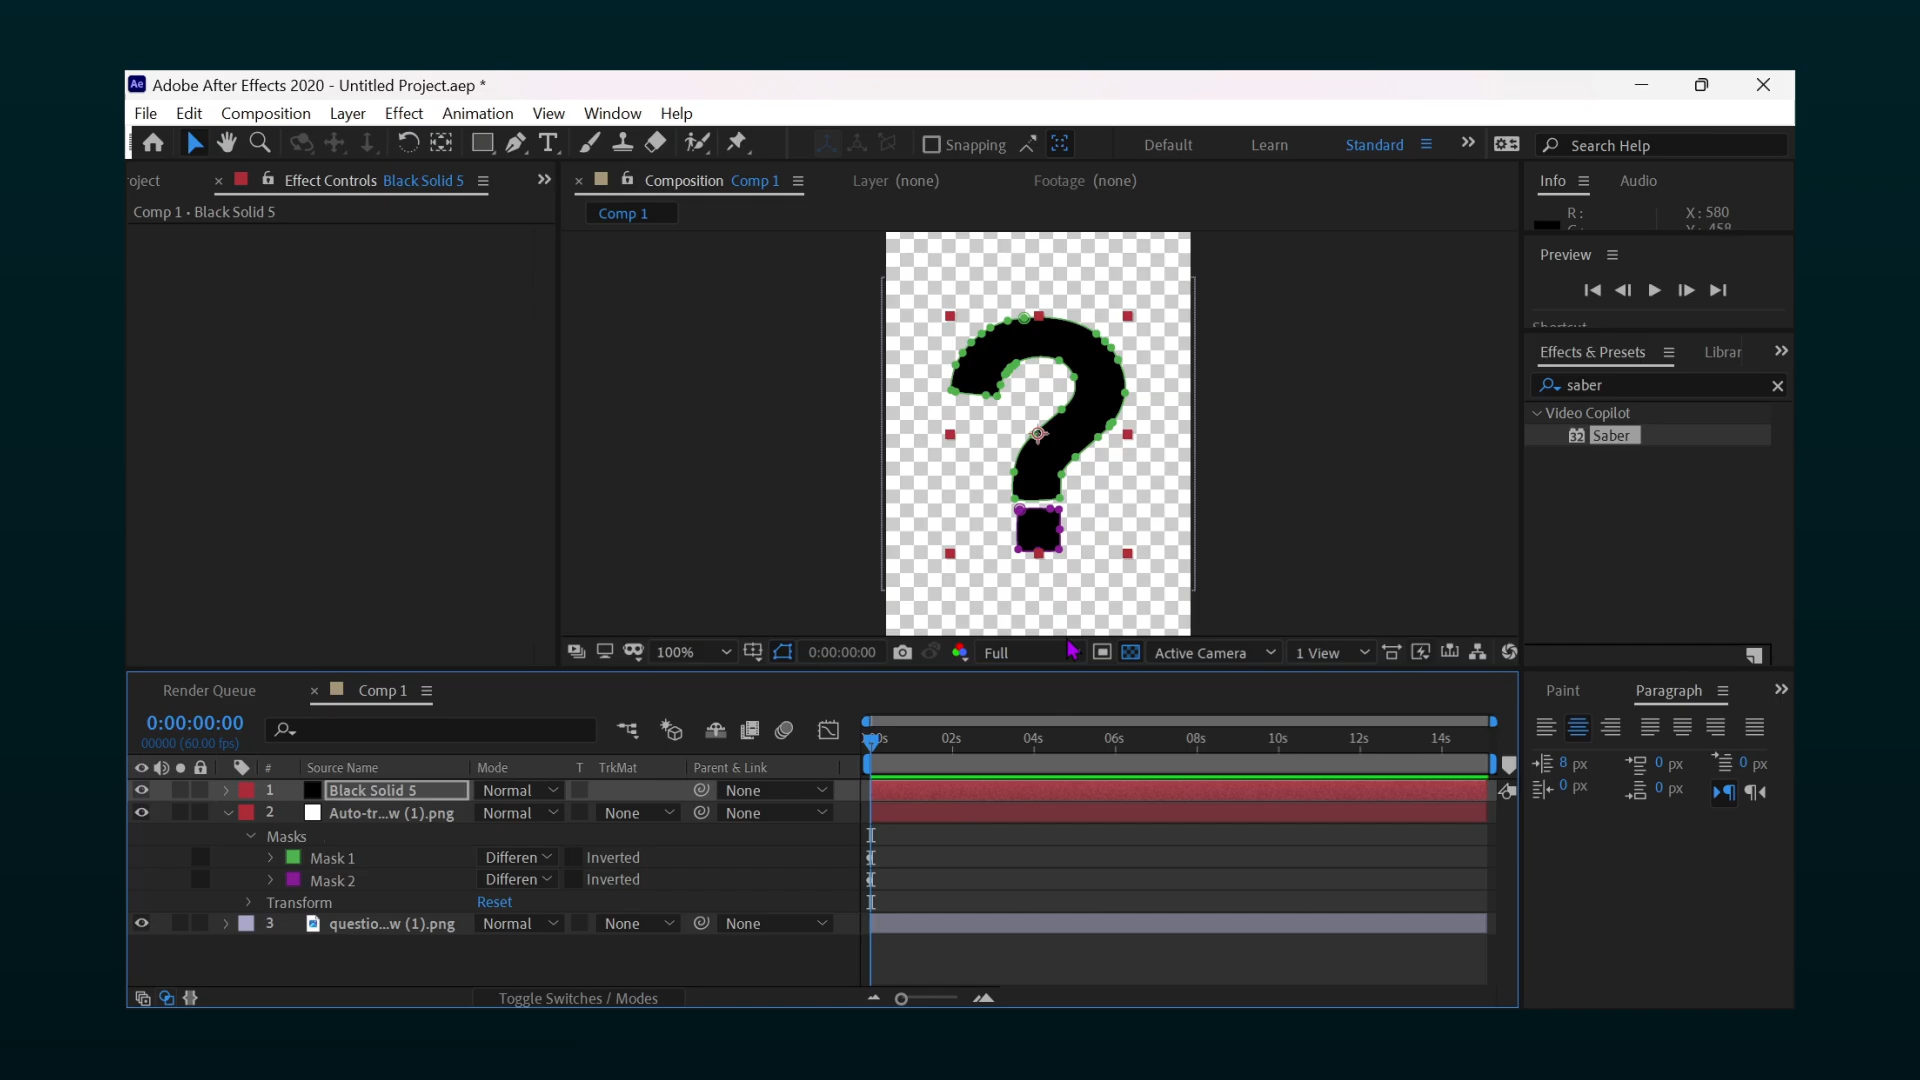 Adobe After Effects 2020 - Untitled Project.aep *
File Edit Composition Layer Effect Animation View Window Help
Snapping Default Learn Standard Search Help
roject Effect Controls Black Solid 5 Composition Comp 1 Layer (none) Footage (none) Info Audio
Comp 1 • Black Solid 5 Comp 1 R: X: 580
Y: 458
Preview
Shortcut
Effects & Presets Librar
saber
Video Copilot
32 Saber
100% 0:00:00:00 Full Active Camera 1 View
Render Queue Comp 1 Paint Paragraph
0:00:00:00
00000 (60.00 fps)
00s 02s 04s 06s 08s 10s 12s 14s
# Source Name Mode T TrkMat Parent & Link
8 px 0 px 0 px
0 px 0 px
1 Black Solid 5 Normal None
2 Auto-tr...w (1).png Normal None None
Masks
Mask 1 Differen Inverted
Mask 2 Differen Inverted
Transform Reset
3 questio...w (1).png Normal None None
Toggle Switches / Modes